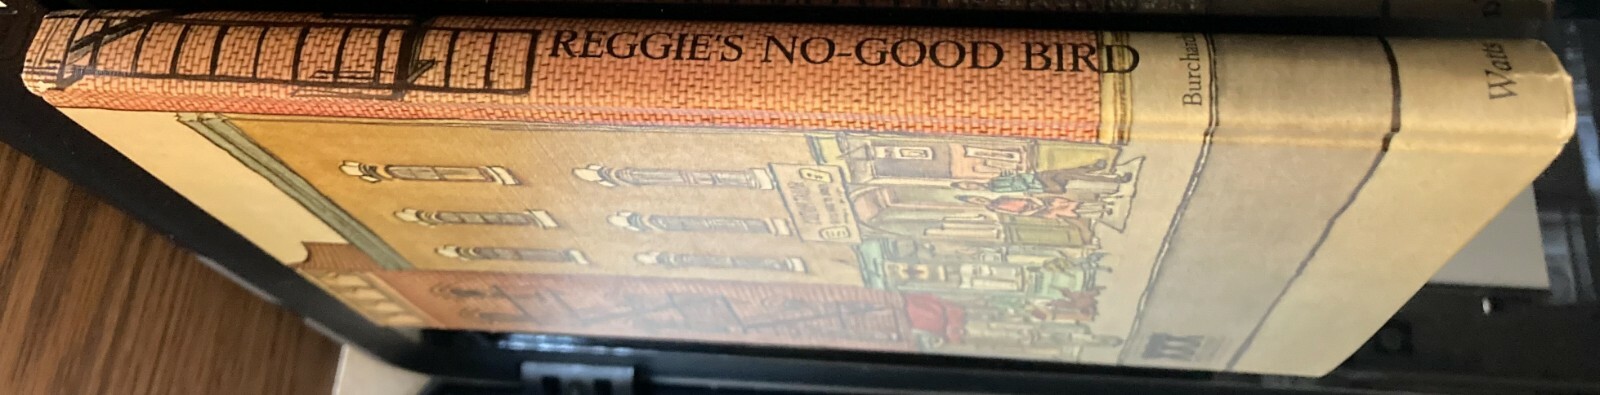 REGGIE'S NO-GOOD BIRD
Burchard
Watts